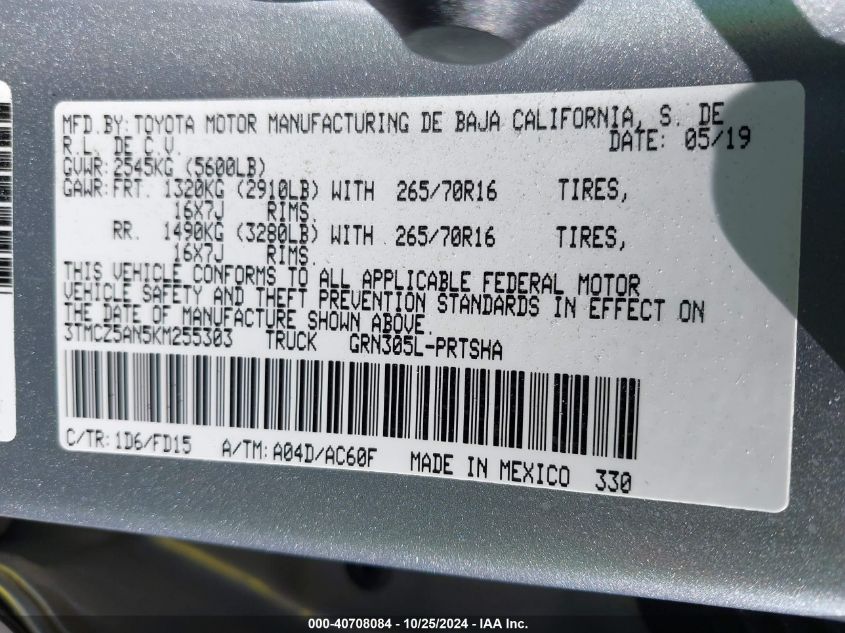 MFD.BY: TOYOTA MOTOR MANUFACTURING DE BAJA CALIFORNIA, S. DE
R.L. DE C.V. DATE: 05/19
GVWR: 2545KG (5600LB)
GAWR: FRT. 1320KG (2910LB) WITH 265/70R16 TIRES,
16X7J RIMS.
RR. 1490KG (3280LB) WITH 265/70R16 TIRES,
16X7J RIMS.
THIS VEHICLE CONFORMS TO ALL APPLICABLE FEDERAL MOTOR
VEHICLE SAFETY AND THEFT PREVENTION STANDARDS IN EFFECT ON
THE DATE OF MANUFACTURE SHOWN ABOVE.
3TMCZ5AN5KM255303 TRUCK GRN305L-PRTSHA
C/TR: 1D6/FD15 A/TM: A04D/AC60F MADE IN MEXICO 330
000-40708084 - 10/25/2024 - IAA Inc.